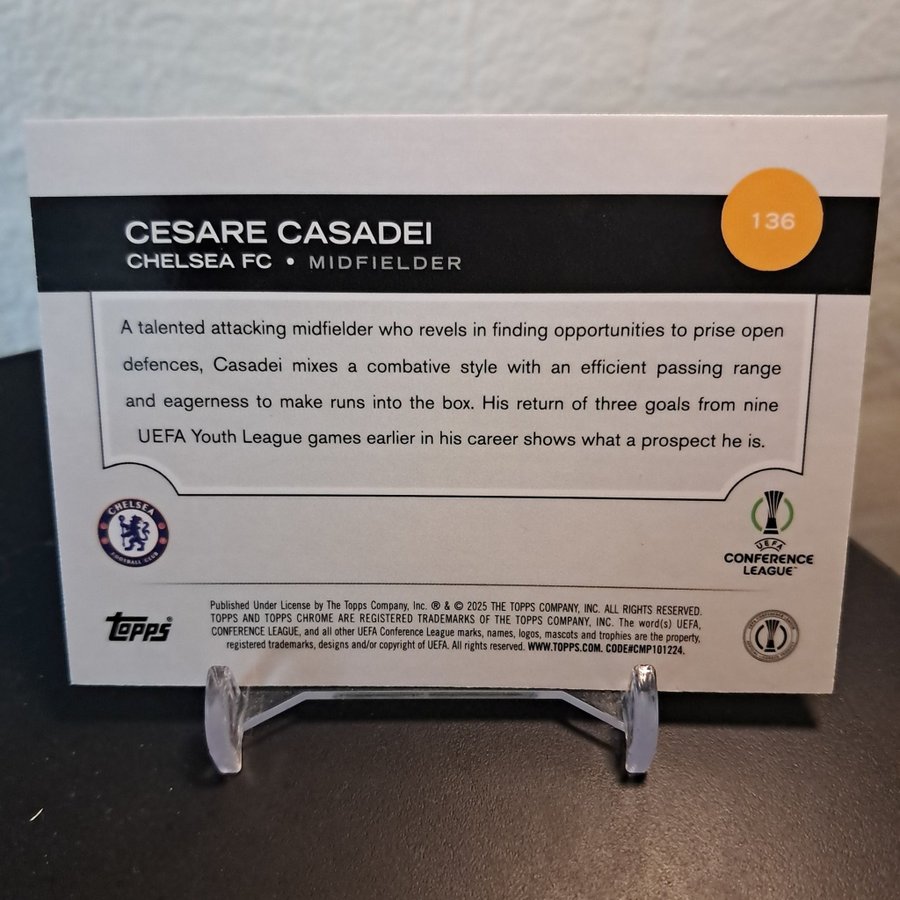 CESARE CASADEI
136
CHELSEA FC • MIDFIELDER
A talented attacking midfielder who revels in finding opportunities to prise open
defences, Casadei mixes a combative style with an efficient passing range
and eagerness to make runs into the box. His return of three goals from nine
UEFA Youth League games earlier in his career shows what a prospect he is.
CHELSEA
FOOTBALL CLUB
UEFA
CONFERENCE
LEAGUE™
topps®
Published Under License by The Topps Company, Inc. ® & © 2025 THE TOPPS COMPANY, INC. ALL RIGHTS RESERVED.
TOPPS AND TOPPS CHROME ARE REGISTERED TRADEMARKS OF THE TOPPS COMPANY, INC. The word(s) UEFA,
CONFERENCE LEAGUE, and all other UEFA Conference League marks, names, logos, mascots and trophies are the property,
registered trademarks, designs and/or copyright of UEFA. All rights reserved. WWW.TOPPS.COM. CODE#CMP101224.